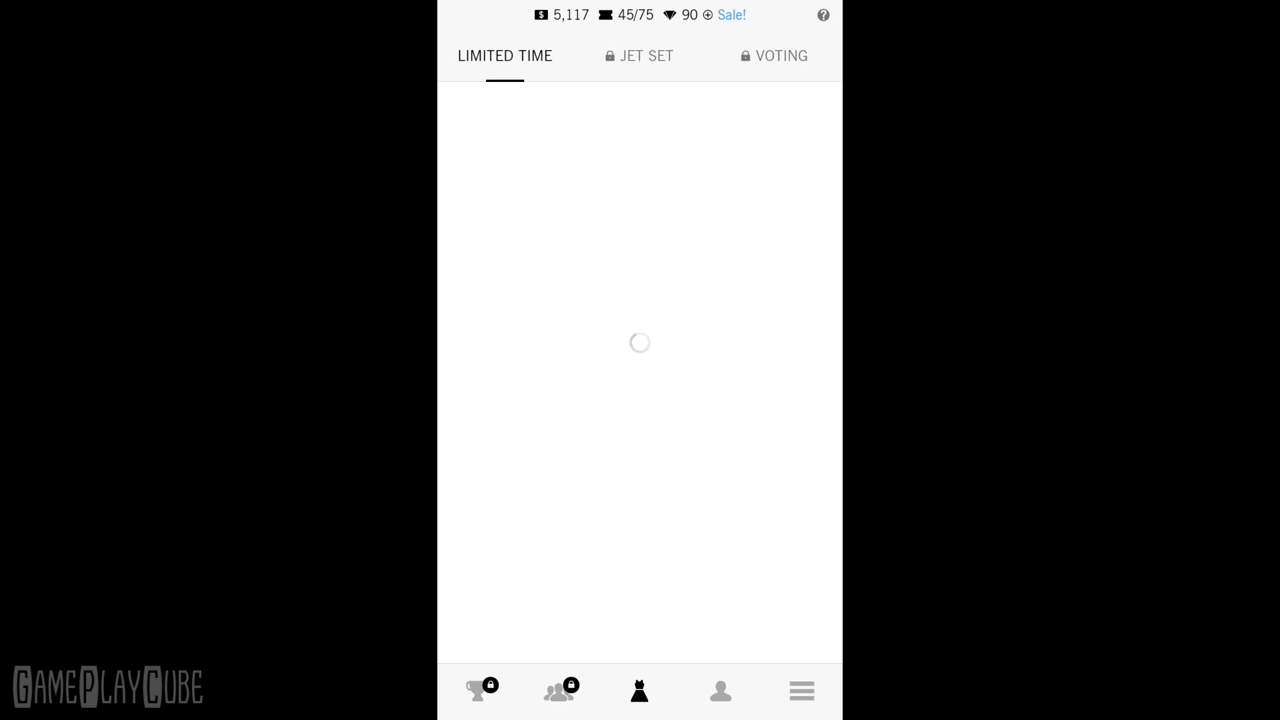 $ 5,117 45/75 90 Sale! ?
LIMITED TIME JET SET VOTING
GAMEPLAYCUBE